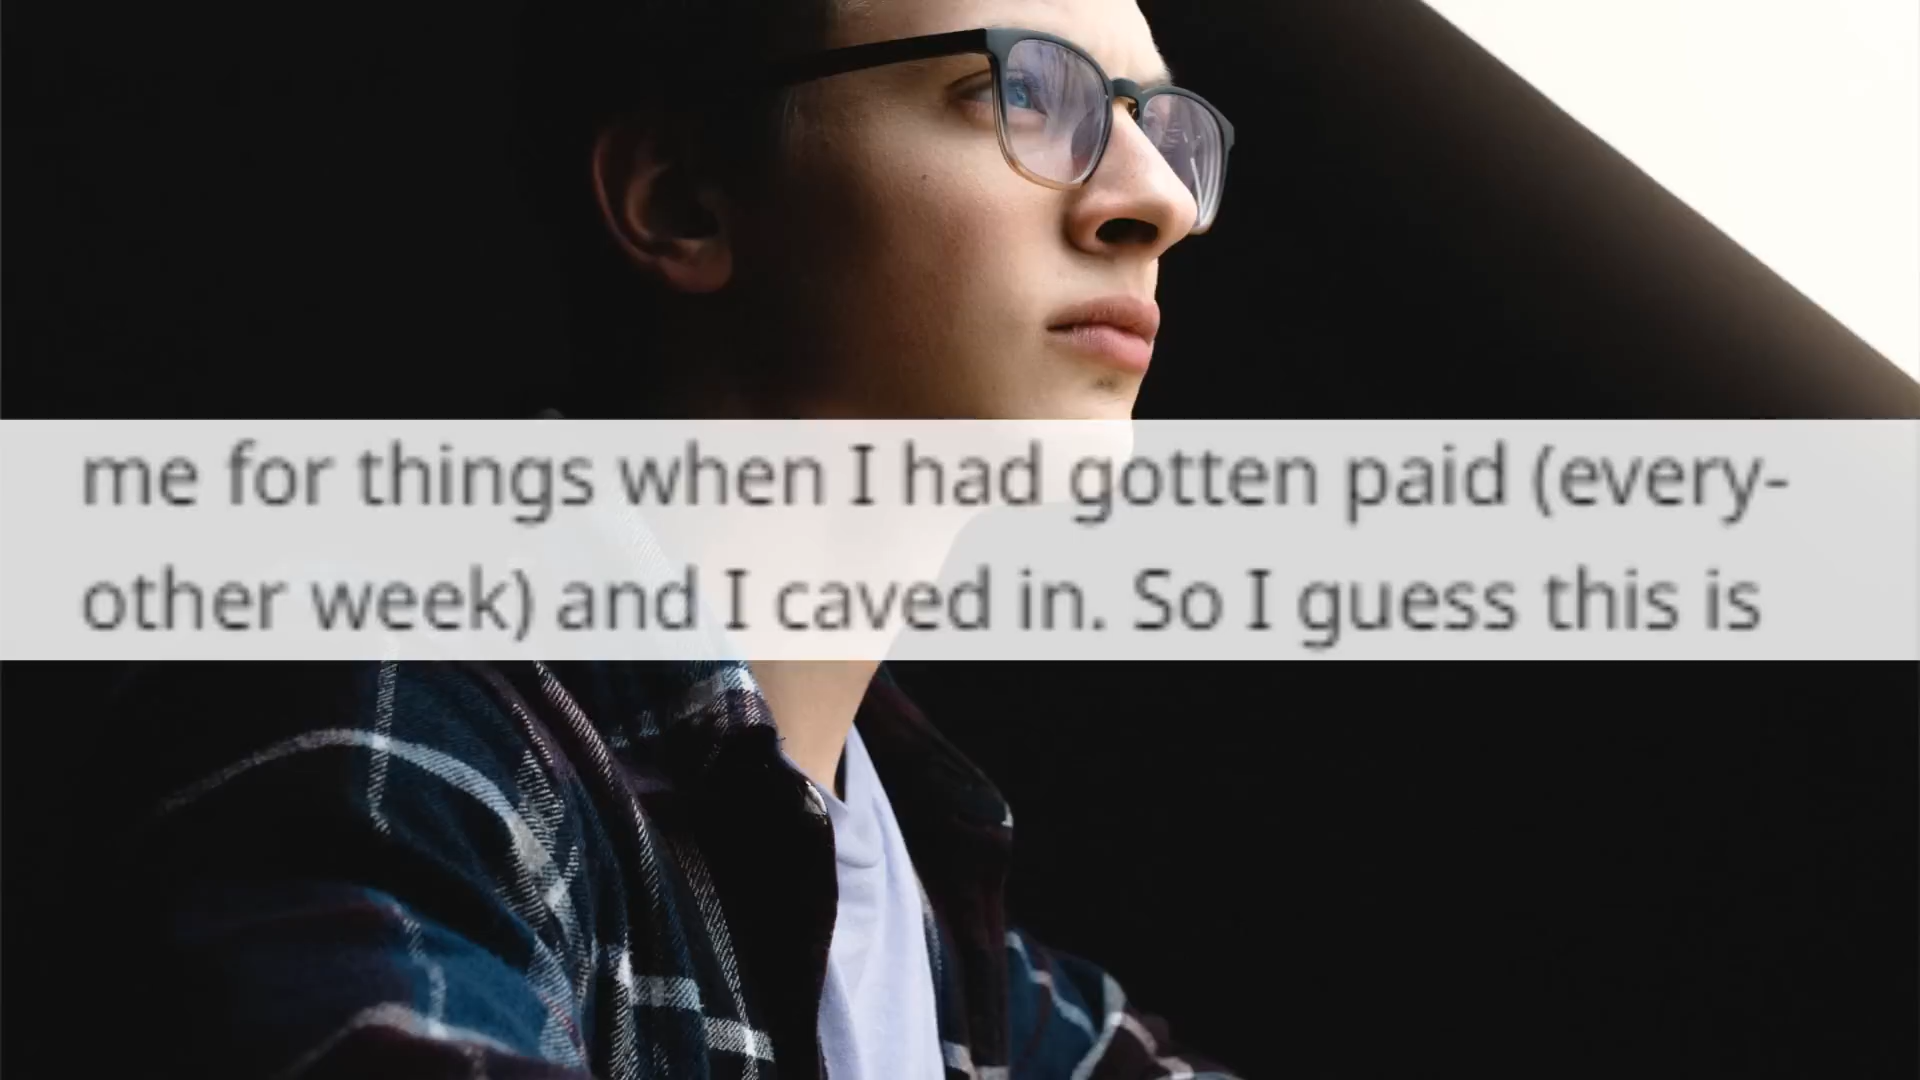 me for things when I had gotten paid (every-
other week) and I caved in. So I guess this is